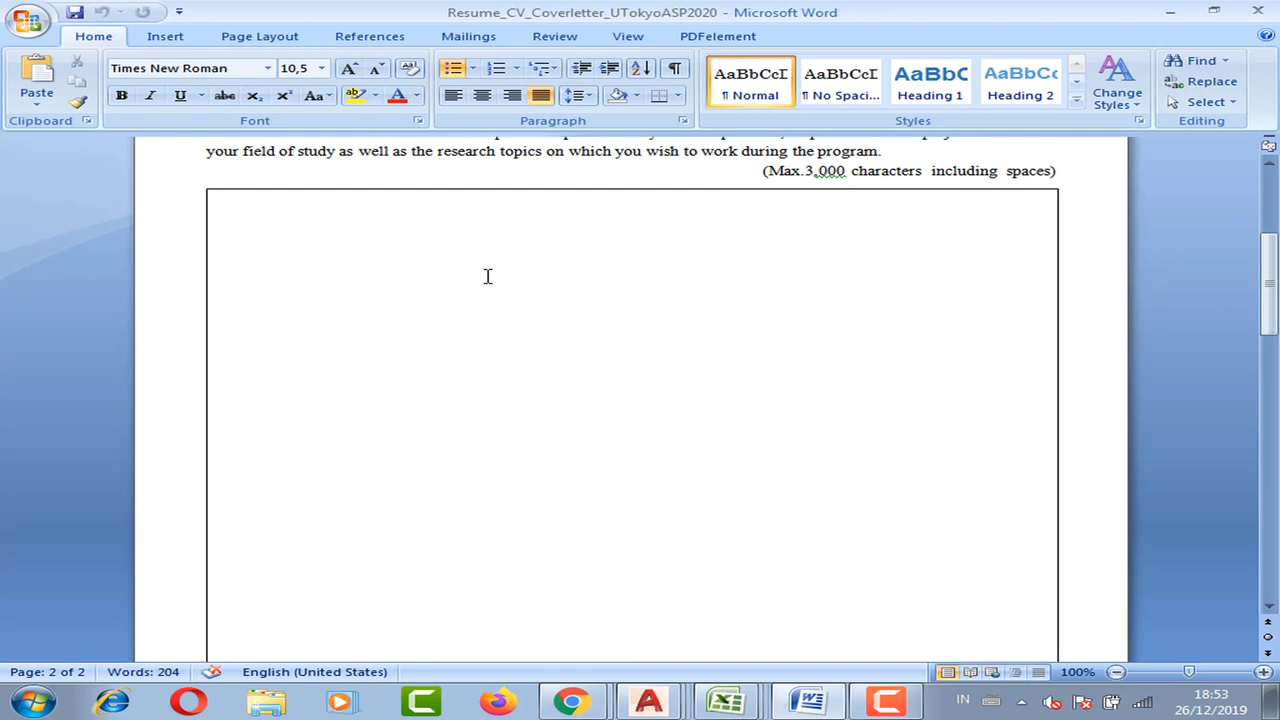 Resume_CV_Coverletter_UTokyoASP2020 - Microsoft Word
Home Insert Page Layout References Mailings Review View PDFelement
Paste
Clipboard
Times New Roman 10,5
Font
Paragraph
AaBbCcI AaBbCcI AaBbC AaBbCc
¶ Normal ¶ No Spaci... Heading 1 Heading 2
Change Styles
Styles
Find
Replace
Select
Editing
your field of study as well as the research topics on which you wish to work during the program.
(Max.3,000 characters including spaces)
Page: 2 of 2 Words: 204 English (United States) 100%
IN 18:53
26/12/2019